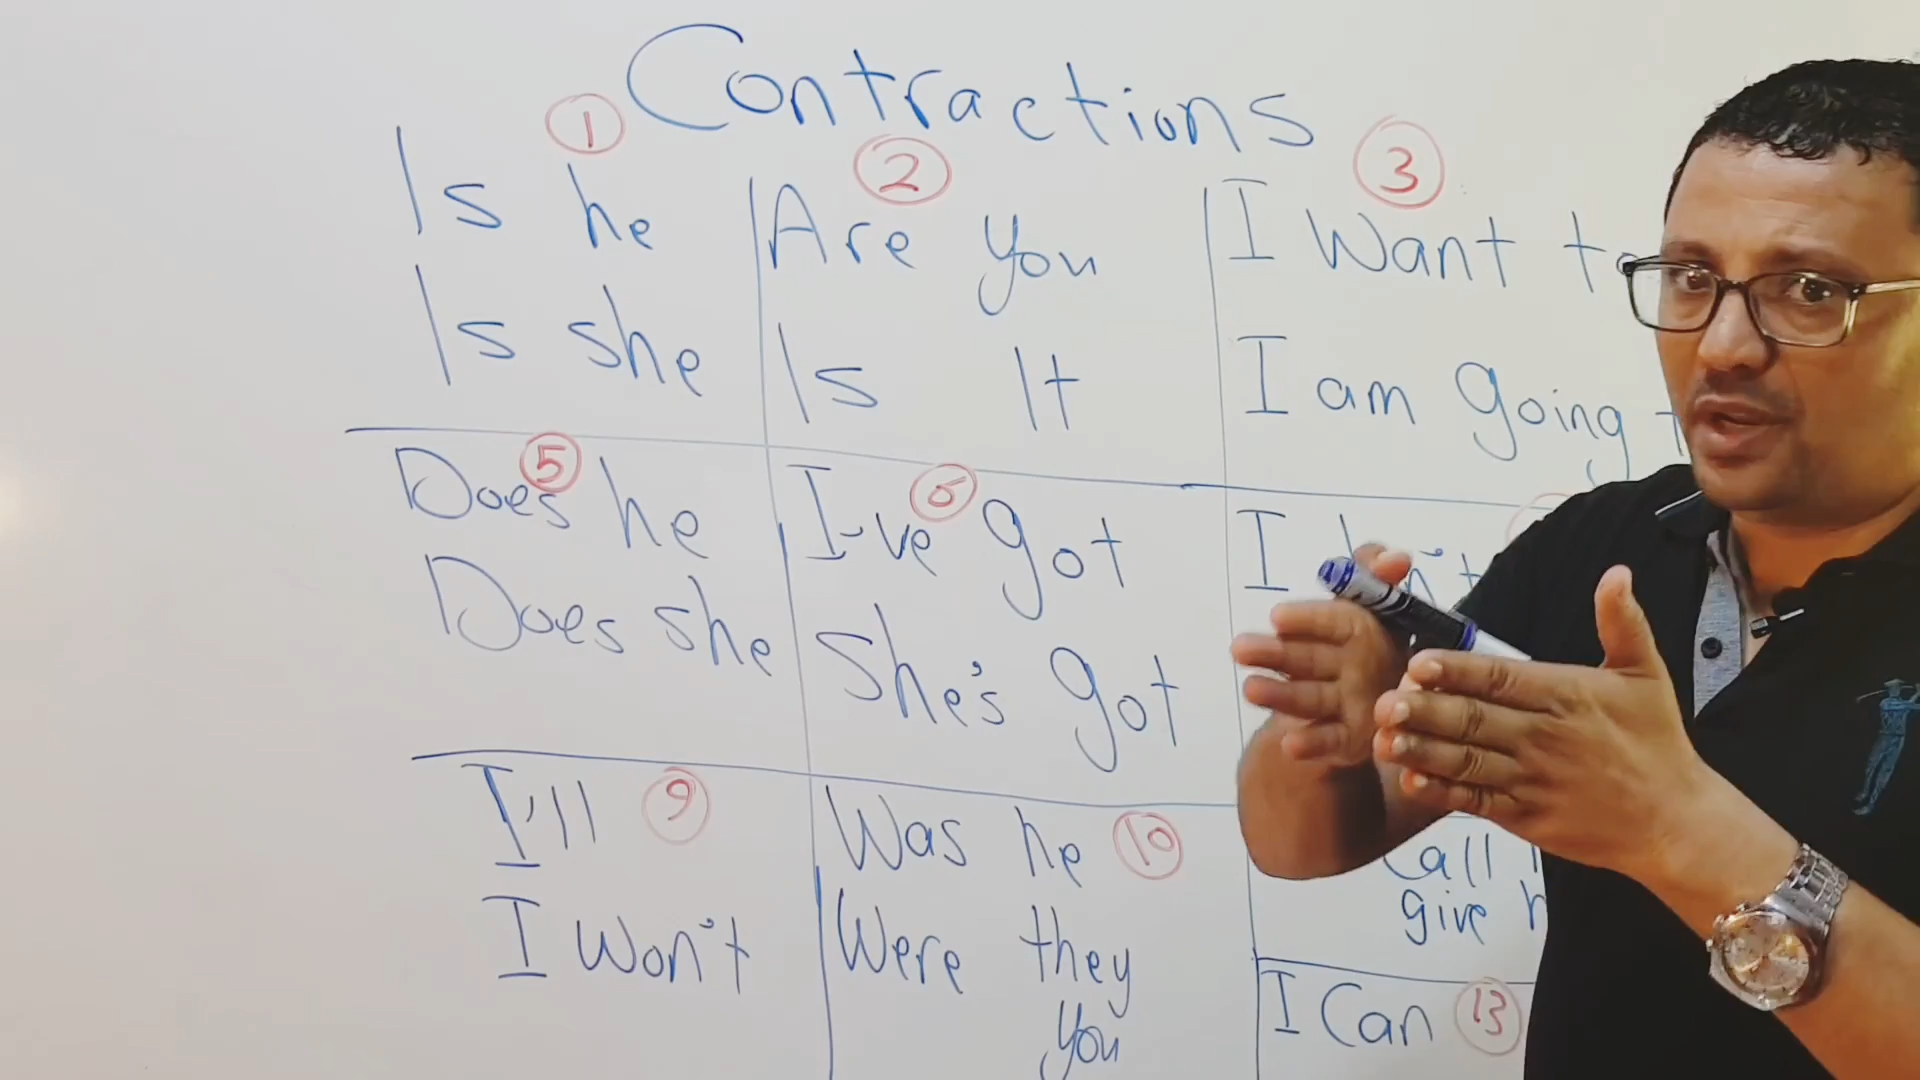 Contractions
1
Is he
Is she
2
Are you
Is It
3
I want to
I am going
5
Does he
Does she
6
I've got
She's got
I
9
I'll
I won't
10
Was he
Were they
you
Call
give
I Can 13